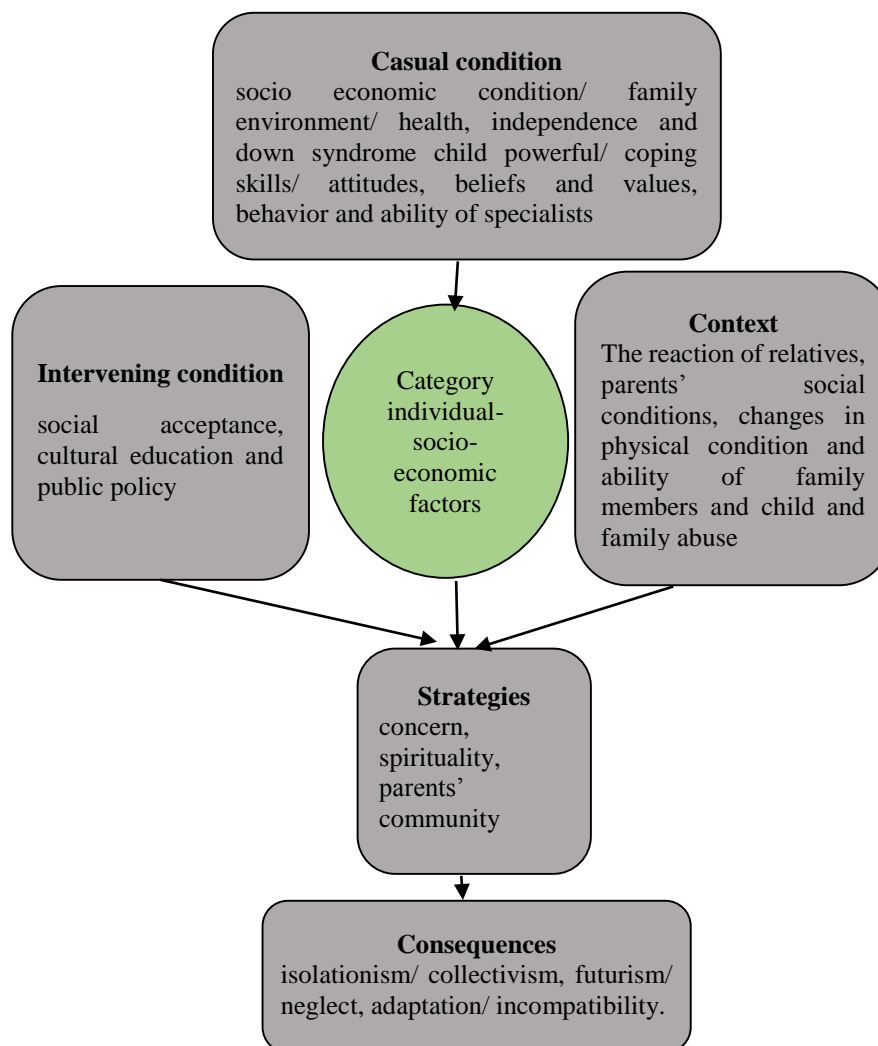 Casual condition
socio economic condition/ family
environment/ health, independence and
down syndrome child powerful/ coping
skills/ attitudes, beliefs and values,
behavior and ability of specialists
Intervening condition
social acceptance,
cultural education and
public policy
Category
individual-
socio-
economic
factors
Context
The reaction of relatives,
parents’ social
conditions, changes in
physical condition and
ability of family
members and child and
family abuse
Strategies
concern,
spirituality,
parents’
community
Consequences
isolationism/ collectivism, futurism/
neglect, adaptation/ incompatibility.